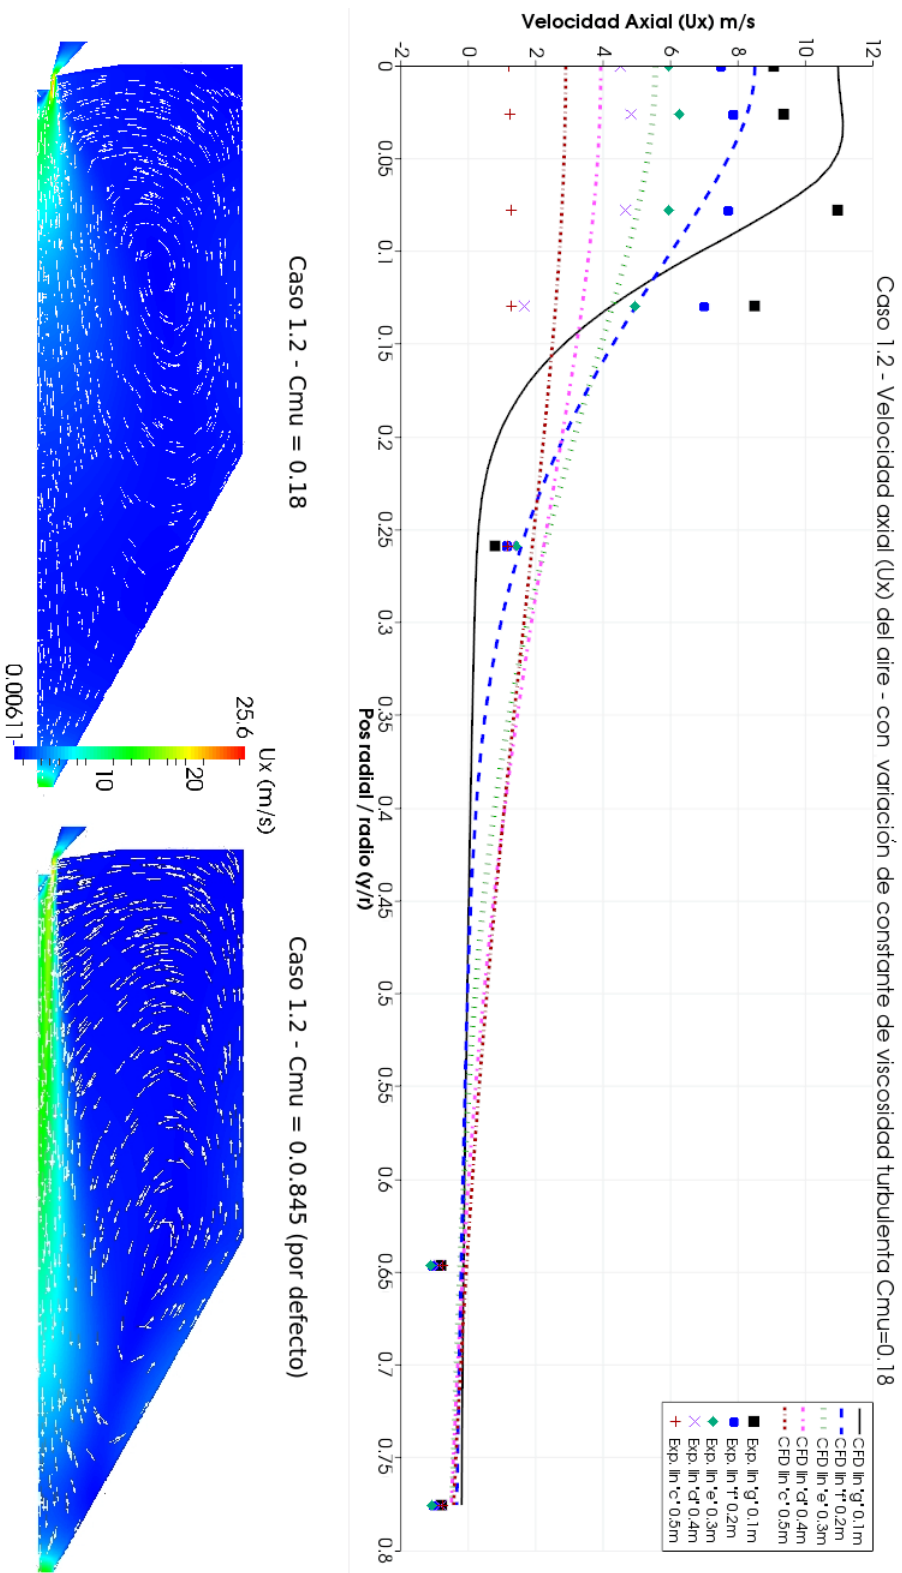 Caso 1.2 - Velocidad axial (Ux) del aire - con variación de constante de viscosidad turbulenta Cmu=0.18
Velocidad Axial (Ux) m/s
12
10
8
6
4
2
0
-2
0
0.05
0.1
0.15
0.2
0.25
0.3
0.35
0.4
0.45
0.5
0.55
0.6
0.65
0.7
0.75
0.8
Pos radial / radio (y/r)
CFD lin "g" 0.1m
CFD lin "f" 0.2m
CFD lin "e" 0.3m
CFD lin "d" 0.4m
CFD lin "c" 0.5m
Exp. lin "g" 0.1m
Exp. lin "f" 0.2m
Exp. lin "e" 0.3m
Exp. lin "d" 0.4m
Exp. lin "c" 0.5m
Caso 1.2 - Cmu = 0.18
Ux (m/s)
25.6
20
10
0.00611
Caso 1.2 - Cmu = 0.0.845 (por defecto)